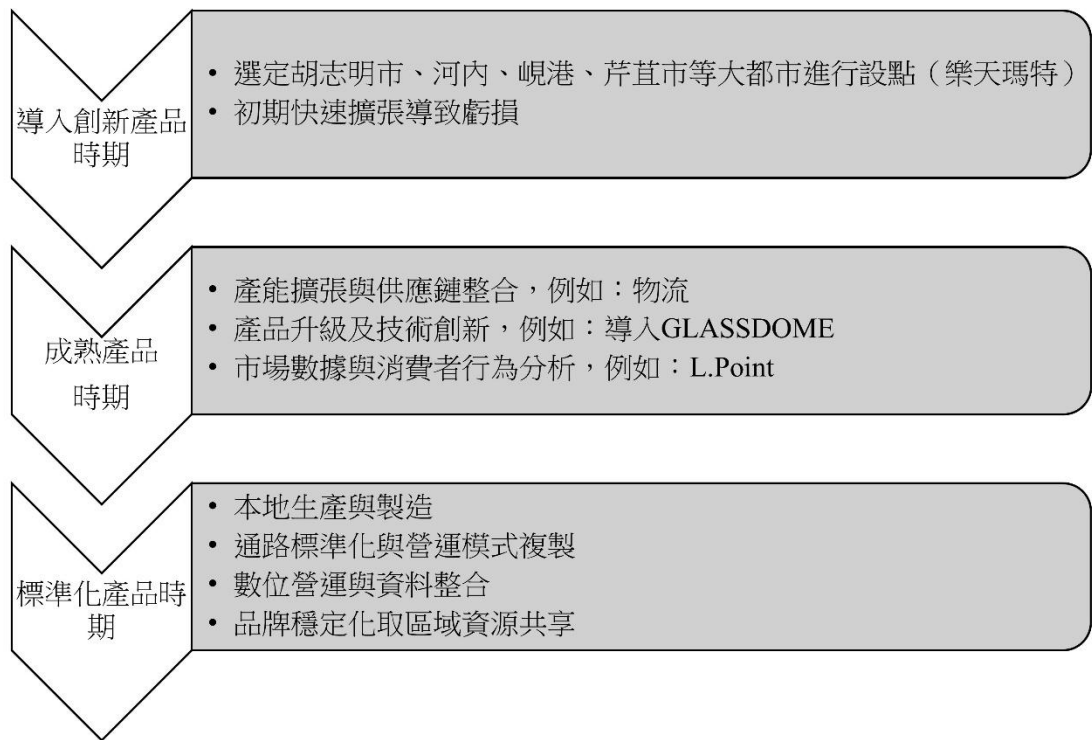 導入創新產品
時期
• 選定胡志明市、河內、峴港、芹苴市等大都市進行設點（樂天瑪特）
• 初期快速擴張導致虧損
成熟產品
時期
• 產能擴張與供應鏈整合，例如：物流
• 產品升級及技術創新，例如：導入GLASSDOME
• 市場數據與消費者行為分析，例如：L.Point
標準化產品時
期
• 本地生產與製造
• 通路標準化與營運模式複製
• 數位營運與資料整合
• 品牌穩定化取區域資源共享